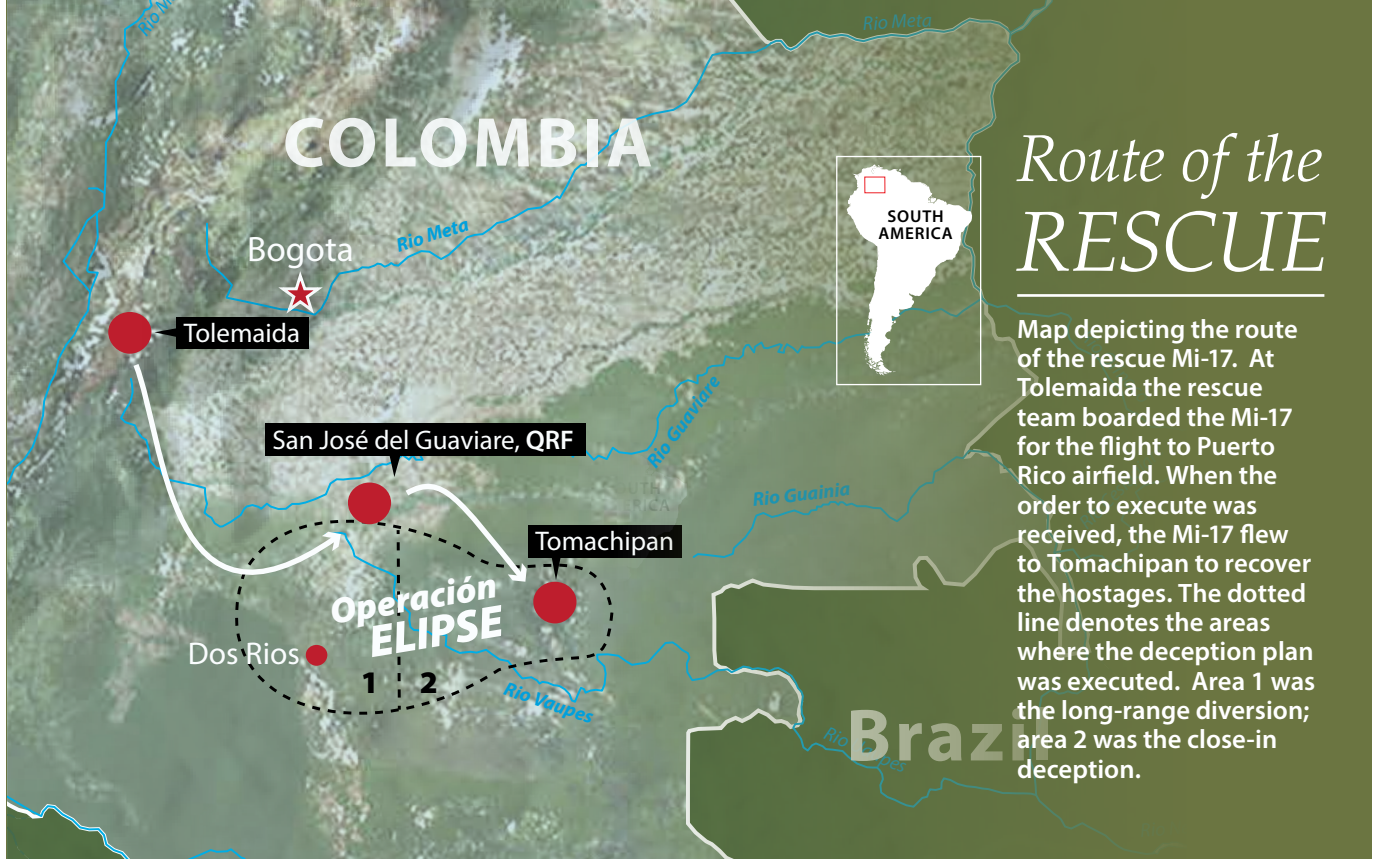 Rio M
Rio Meta
COLOMBIA
Rio Meta
Bogota
Tolemaida
San José del Guaviare, QRF
Rio Guaviare
Rio Guainia
Tomachipan
Operación
ELIPSE
Dos Rios
1 2
Rio Vaupes
Brazil
SOUTH
AMERICA
Route of the
RESCUE
Map depicting the route
of the rescue Mi-17.  At
Tolemaida the rescue
team boarded the Mi-17
for the flight to Puerto
Rico airfield. When the
order to execute was
received, the Mi-17 flew
to Tomachipan to recover
the hostages. The dotted
line denotes the areas
where the deception plan
was executed.  Area 1 was
the long-range diversion;
area 2 was the close-in
deception.